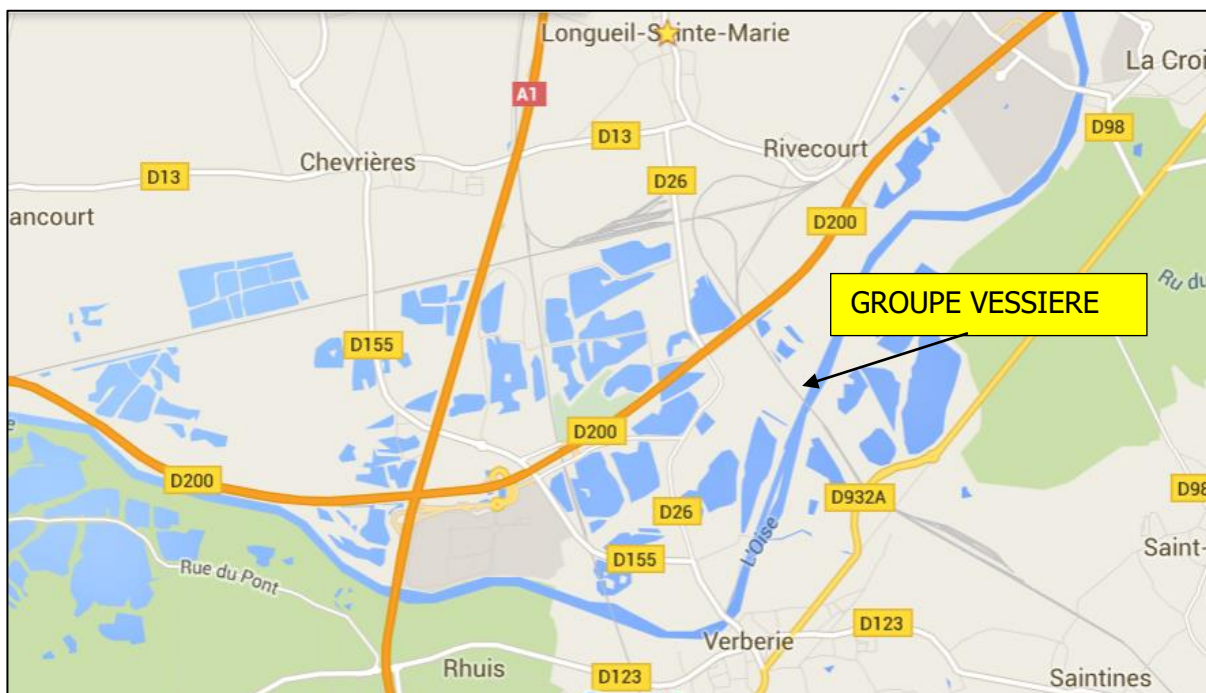 Longueil-Sainte-Marie
La Croi
A1
D98
D13
Rivecourt
Chevrières
D13
D26
ancourt
D200
Ru du
GROUPE VESSIERE
D155
D200
D200
D932A
D98
D26
L'Oise
Saint-
D155
Rue du Pont
D123
Verberie
Rhuis
D123
Saintines